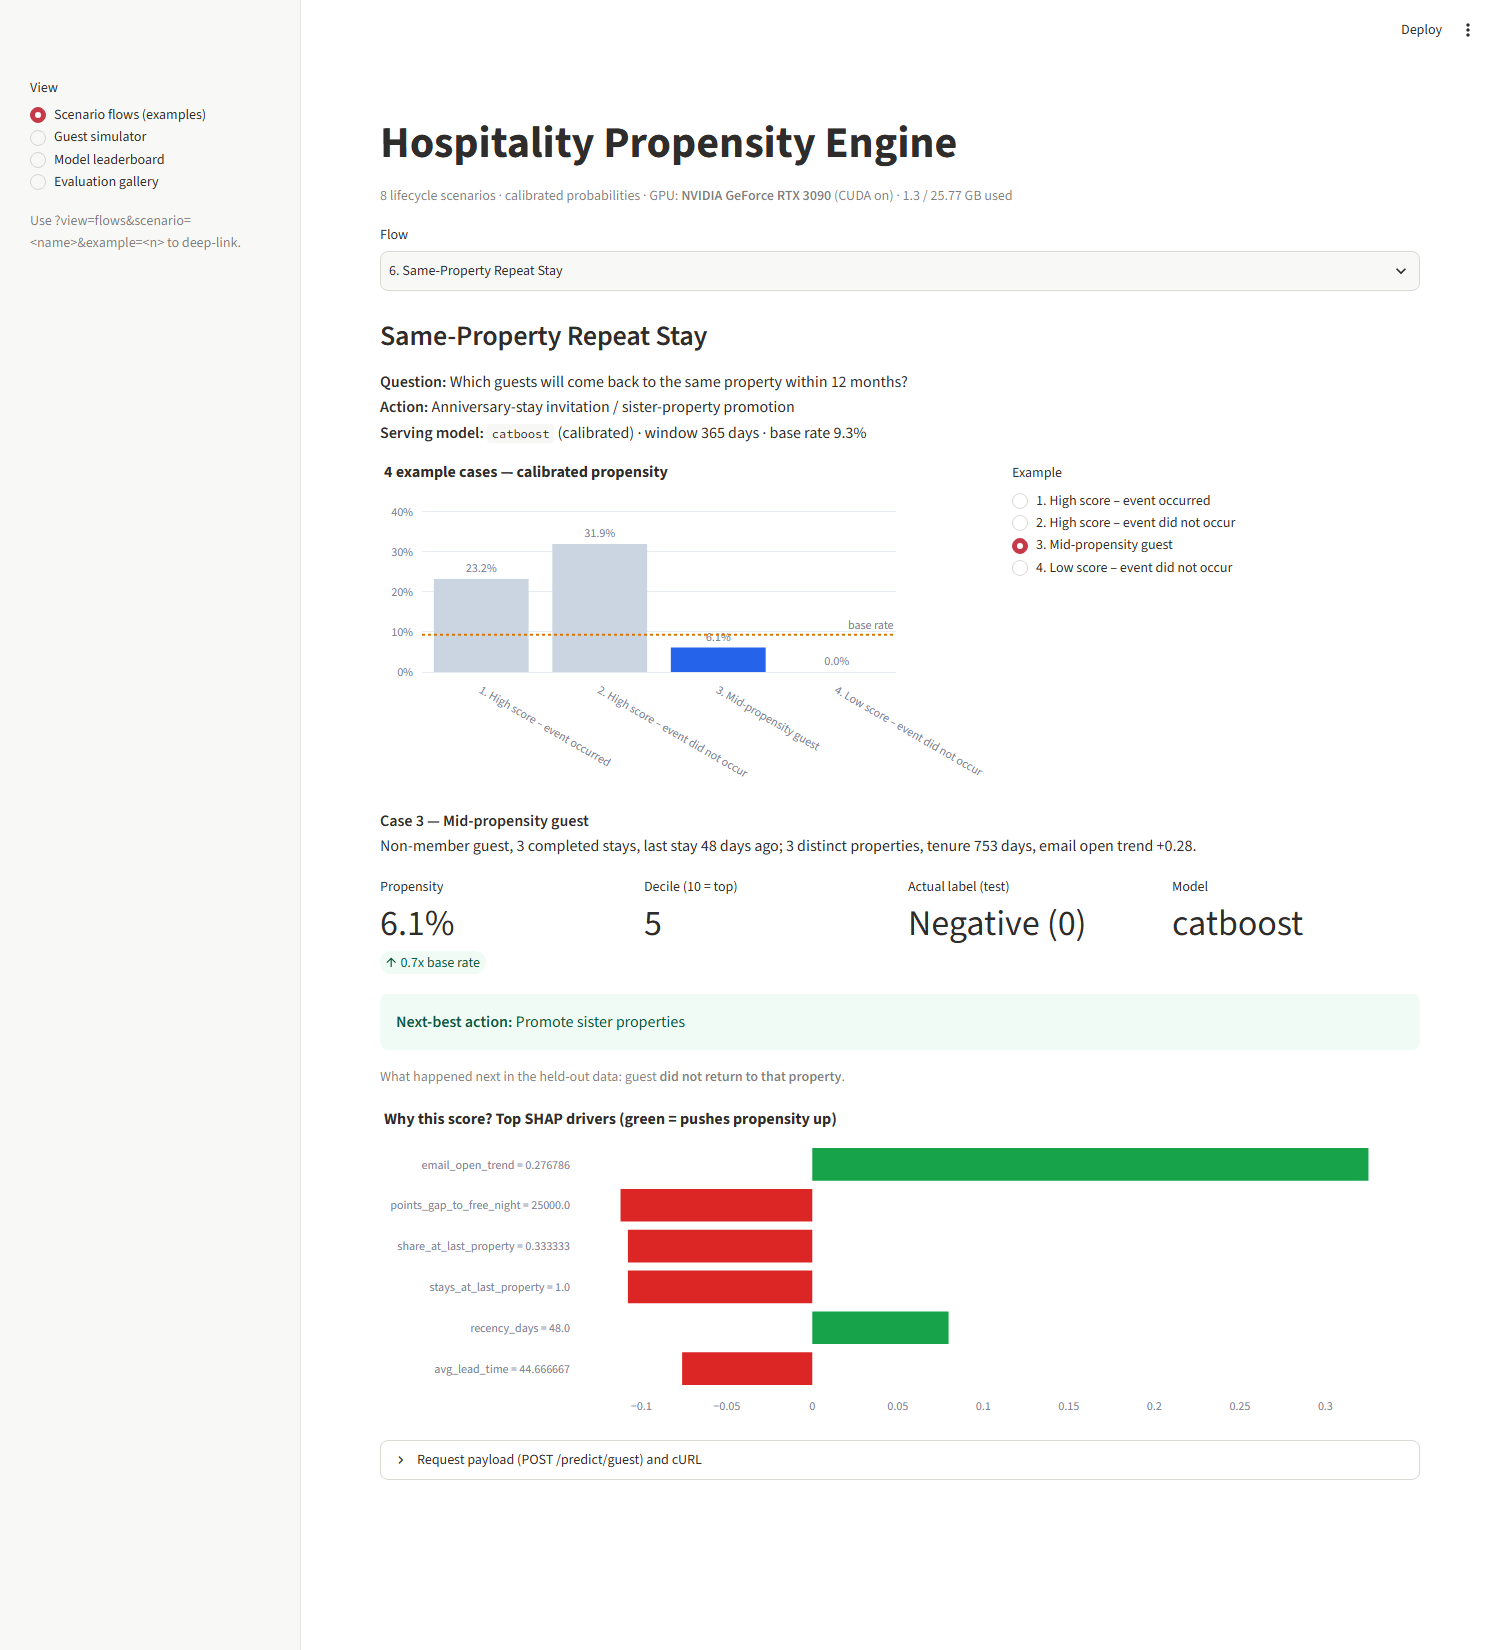 Deploy
View
Scenario flows (examples)
Guest simulator
Model leaderboard
Evaluation gallery
Use ?view=flows&scenario=
<name>&example=<n> to deep-link.
Hospitality Propensity Engine
8 lifecycle scenarios · calibrated probabilities · GPU: NVIDIA GeForce RTX 3090 (CUDA on) · 1.3 / 25.77 GB used
Flow
6. Same-Property Repeat Stay
Same-Property Repeat Stay
Question: Which guests will come back to the same property within 12 months?
Action: Anniversary-stay invitation / sister-property promotion
Serving model: catboost (calibrated) · window 365 days · base rate 9.3%
4 example cases — calibrated propensity
40%
30%
20%
10%
0%
23.2%
31.9%
6.1%
0.0%
base rate
1. High score – event occurred
2. High score – event did not occur
3. Mid-propensity guest
4. Low score – event did not occur
Example
1. High score – event occurred
2. High score – event did not occur
3. Mid-propensity guest
4. Low score – event did not occur
Case 3 — Mid-propensity guest
Non-member guest, 3 completed stays, last stay 48 days ago; 3 distinct properties, tenure 753 days, email open trend +0.28.
Propensity
6.1%
↑ 0.7x base rate
Decile (10 = top)
5
Actual label (test)
Negative (0)
Model
catboost
Next-best action: Promote sister properties
What happened next in the held-out data: guest did not return to that property.
Why this score? Top SHAP drivers (green = pushes propensity up)
email_open_trend = 0.276786
points_gap_to_free_night = 25000.0
share_at_last_property = 0.333333
stays_at_last_property = 1.0
recency_days = 48.0
avg_lead_time = 44.666667
−0.1 −0.05 0 0.05 0.1 0.15 0.2 0.25 0.3
Request payload (POST /predict/guest) and cURL